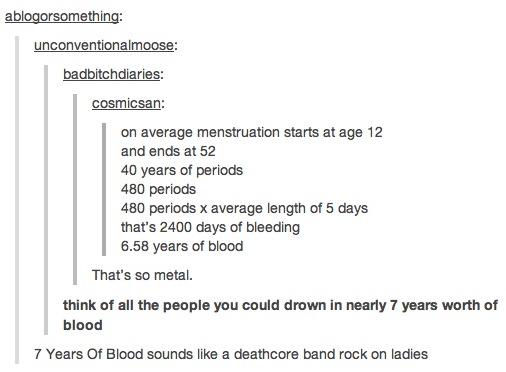 ablogorsomething:
unconventionalmoose:
badbitchdiaries:
cosmicsan:
on average menstruation starts at age 12
and ends at 52
40 years of periods
480 periods
480 periods x average length of 5 days
that's 2400 days of bleeding
6.58 years of blood
That's so metal.
think of all the people you could drown in nearly 7 years worth of
blood
7 Years Of Blood sounds like a deathcore band rock on ladies